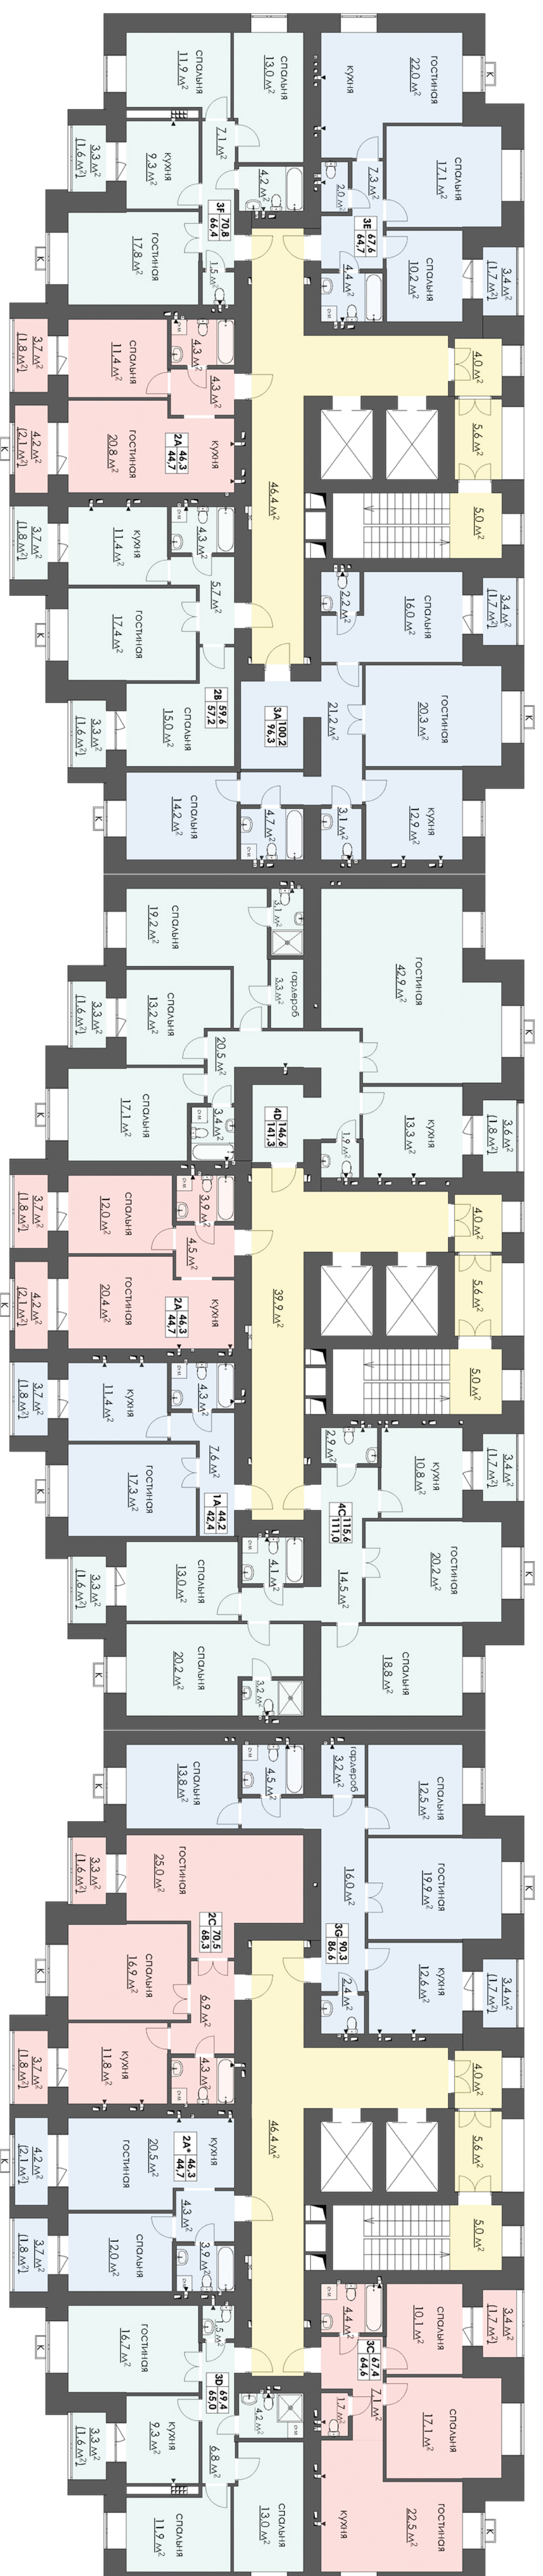 К
гостиная
22,0 м²
кухня
спальня
17,1 м²
7,3 м²
2,0 м²
3Е 67,6
64,7
4,4 м²
спальня
10,2 м²
3,4 м²
(1,7 м²)
спальня
13,0 м²
спальня
11,9 м²
7,1 м²
4,2 м²
кухня
9,3 м²
3,3 м²
(1,6 м²)
3F 70,8
66,4
1,5 м²
гостиная
17,8 м²
К
4,0 м²
5,6 м²
5,0 м²
46,4 м²
С-М
4,3 м²
4,3 м²
спальня
11,4 м²
3,7 м²
(1,8 м²)
2А 46,3
44,7
кухня
гостиная
20,8 м²
4,2 м²
(2,1 м²)
К
С-М
4,3 м²
кухня
11,4 м²
3,7 м²
(1,8 м²)
5,7 м²
гостиная
17,4 м²
К
2В 59,6
57,2
спальня
15,0 м²
3,3 м²
(1,6 м²)
2,2 м²
спальня
16,0 м²
3,4 м²
(1,7 м²)
3А 100,2
96,3
21,2 м²
гостиная
20,3 м²
К
кухня
12,9 м²
3,1 м²
4,7 м²
С-М
спальня
14,2 м²
К
спальня
19,2 м²
3,1 м²
гардероб
3,3 м²
гостиная
42,9 м²
К
спальня
13,2 м²
3,3 м²
(1,6 м²)
20,5 м²
спальня
17,1 м²
К
3,4 м²
С-М
4D 146,6
141,3
1,9 м²
кухня
13,3 м²
3,6 м²
(1,8 м²)
4,0 м²
5,6 м²
5,0 м²
39,9 м²
С-М
3,9 м²
4,5 м²
спальня
12,0 м²
3,7 м²
(1,8 м²)
2А 46,3
44,7
кухня
гостиная
20,4 м²
4,2 м²
(2,1 м²)
К
С-М
4,3 м²
кухня
11,4 м²
3,7 м²
(1,8 м²)
7,6 м²
1А 44,2
42,4
гостиная
17,3 м²
К
2,9 м²
кухня
10,8 м²
3,4 м²
(1,7 м²)
4С 115,6
111,0
14,5 м²
гостиная
20,2 м²
К
спальня
18,8 м²
4,1 м²
С-М
спальня
13,0 м²
3,3 м²
(1,6 м²)
спальня
20,2 м²
К
3,2 м²
С-М
4,5 м²
спальня
13,8 м²
К
гардероб
3,2 м²
спальня
12,5 м²
16,0 м²
гостиная
19,9 м²
К
3G 90,3
86,6
2,4 м²
кухня
12,6 м²
3,4 м²
(1,7 м²)
гостиная
25,0 м²
3,3 м²
(1,6 м²)
2С 70,5
68,3
спальня
16,9 м²
К
6,9 м²
4,3 м²
С-М
кухня
11,8 м²
3,7 м²
(1,8 м²)
4,0 м²
5,6 м²
5,0 м²
46,4 м²
кухня
2А* 46,3
44,7
гостиная
20,5 м²
4,2 м²
(2,1 м²)
К
4,3 м²
3,9 м²
С-М
спальня
12,0 м²
3,7 м²
(1,8 м²)
4,4 м²
спальня
10,1 м²
3,4 м²
(1,7 м²)
3С 67,4
64,6
7,1 м²
1,7 м²
спальня
17,1 м²
кухня
гостиная
22,5 м²
К
1,5 м²
гостиная
16,7 м²
К
3D 69,4
65,0
4,2 м²
С-М
6,8 м²
кухня
9,3 м²
3,3 м²
(1,6 м²)
спальня
13,0 м²
спальня
11,9 м²
К